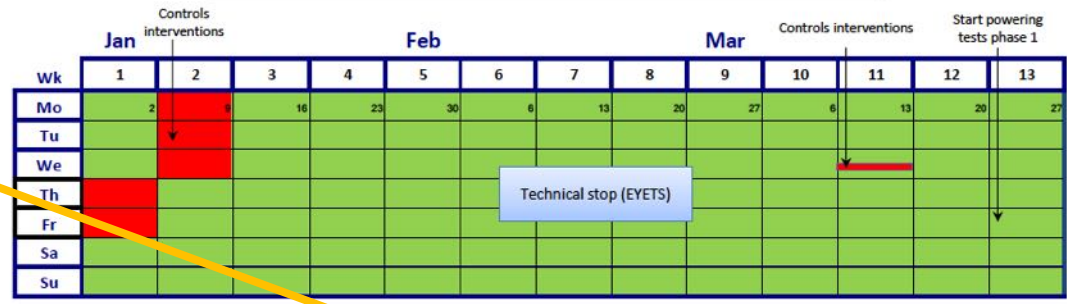 Controls
interventions
Controls interventions
Start powering
tests phase 1
Jan Feb Mar
Wk 1 2 3 4 5 6 7 8 9 10 11 12 13
Mo 2 9 16 23 30 6 13 20 27 6 13 20 27
Tu
We
Technical stop (EYETS)
Th
Fr
Sa
Su